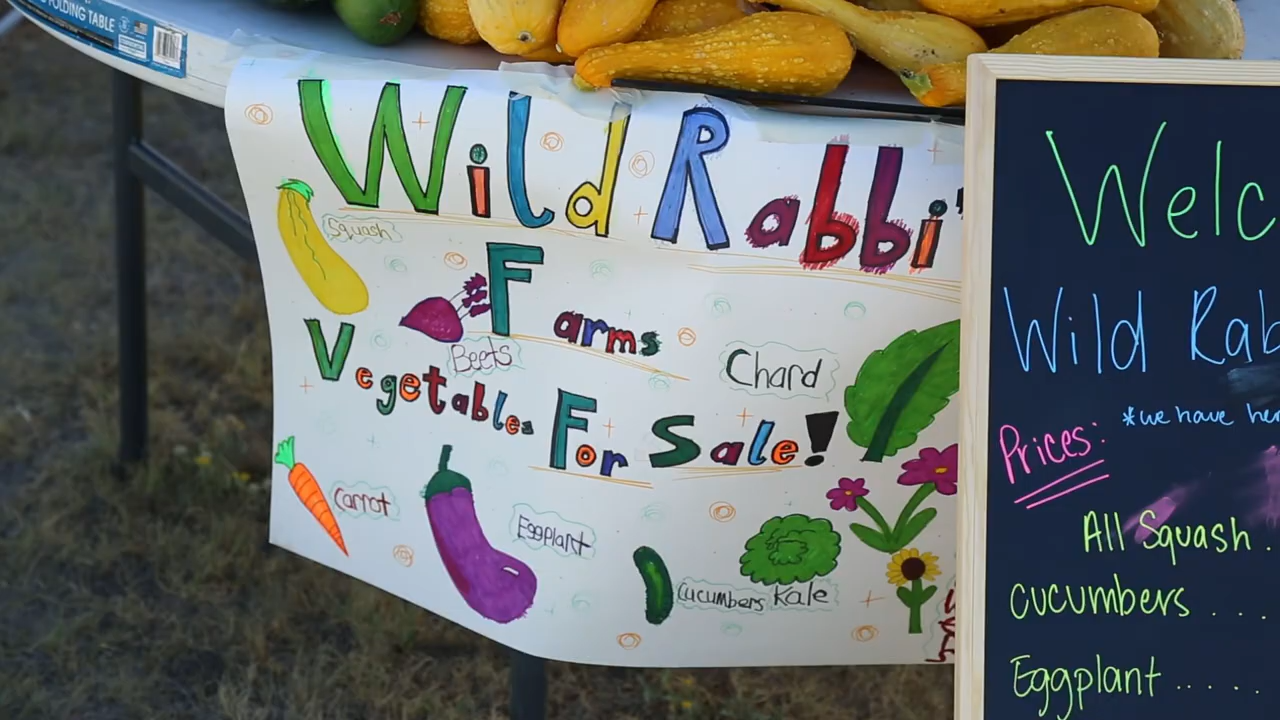 FOLDING TABLE
Wild Rabbi
Squash
Farms
Beets
Chard
Vegetables For Sale!
Carrot
Eggplant
Cucumbers
Kale
Welc
Wild Rab
*we have her
Prices:
All Squash .
Cucumbers . . .
Eggplant . . . . .